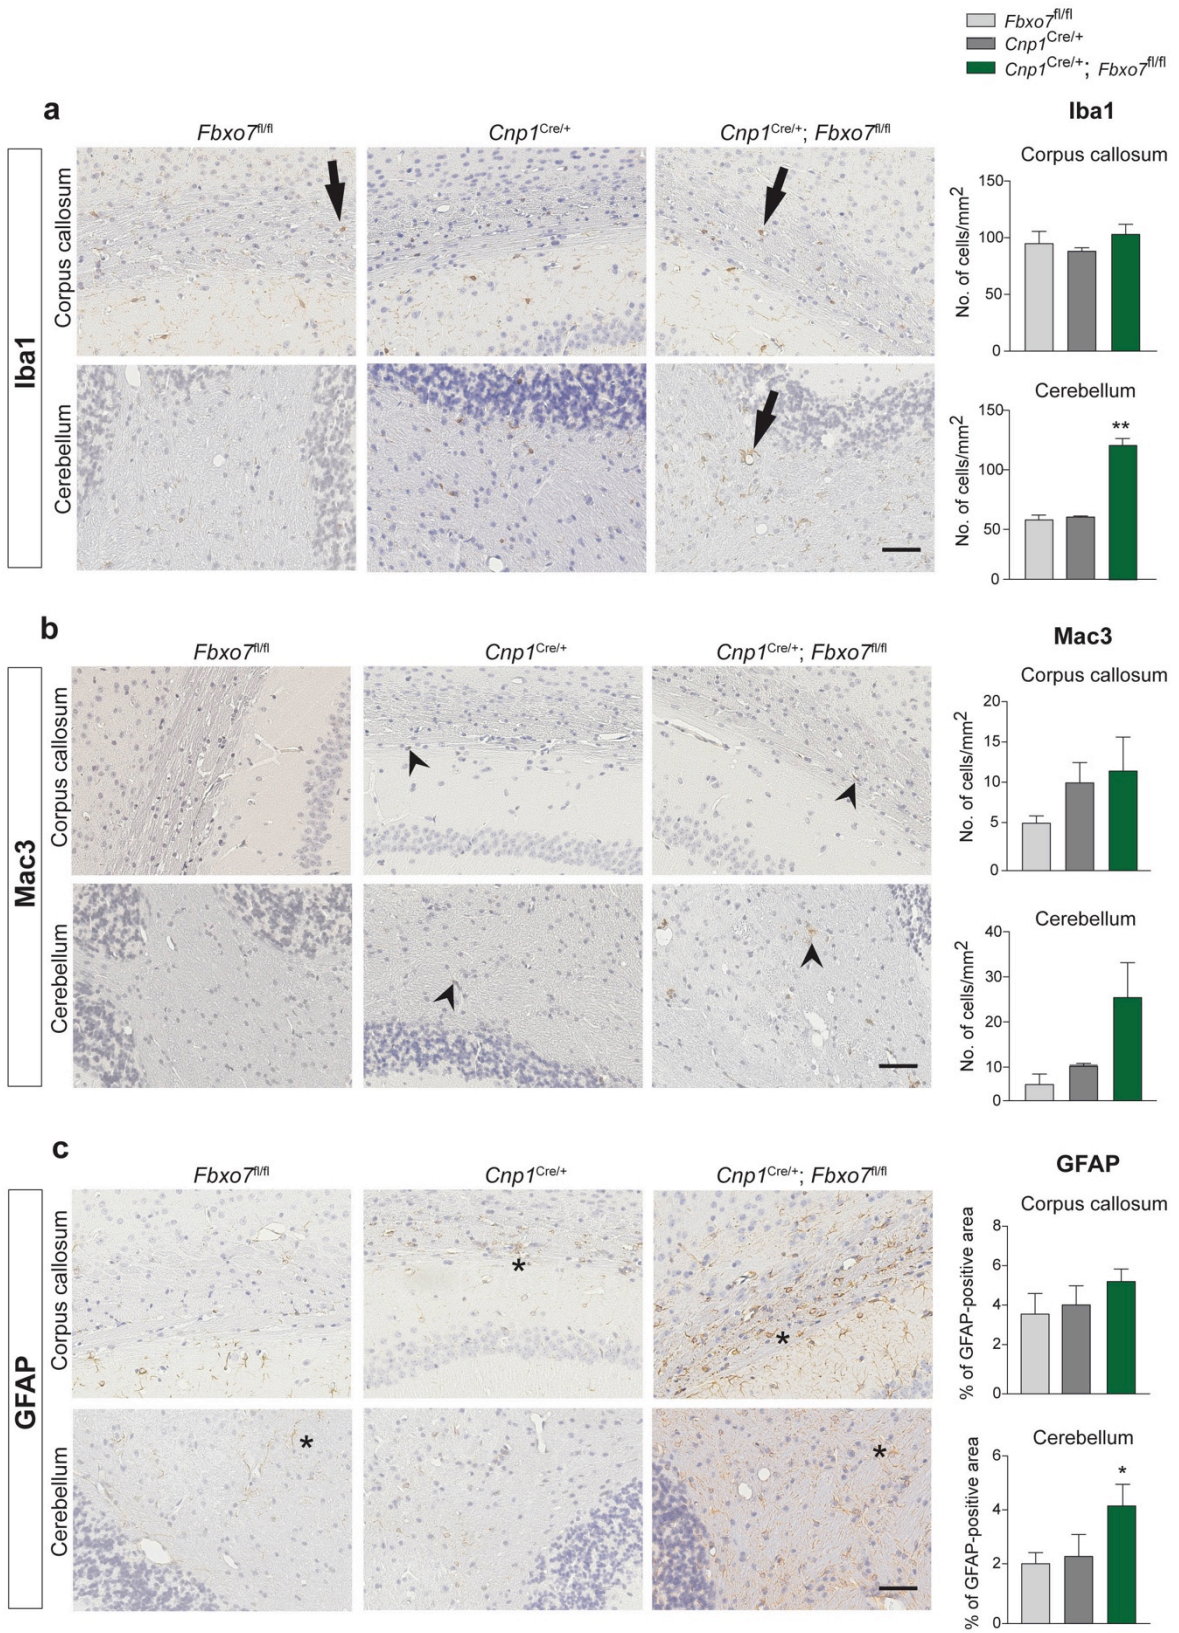 Fbxo7fl/fl
Cnp1Cre/+
Cnp1Cre/+; Fbxo7fl/fl
a
Fbxo7fl/fl
Cnp1Cre/+
Cnp1Cre/+; Fbxo7fl/fl
Iba1
Corpus callosum
Cerebellum
Iba1
Corpus callosum
No. of cells/mm2
150
100
50
0
Cerebellum
No. of cells/mm2
150
100
50
0
**
b
Fbxo7fl/fl
Cnp1Cre/+
Cnp1Cre/+; Fbxo7fl/fl
Mac3
Corpus callosum
Cerebellum
Mac3
Corpus callosum
No. of cells/mm2
20
15
10
5
0
Cerebellum
No. of cells/mm2
40
30
20
10
0
c
Fbxo7fl/fl
Cnp1Cre/+
Cnp1Cre/+; Fbxo7fl/fl
GFAP
Corpus callosum
*
*
Cerebellum
*
*
GFAP
Corpus callosum
% of GFAP-positive area
8
6
4
2
0
Cerebellum
% of GFAP-positive area
6
4
2
0
*